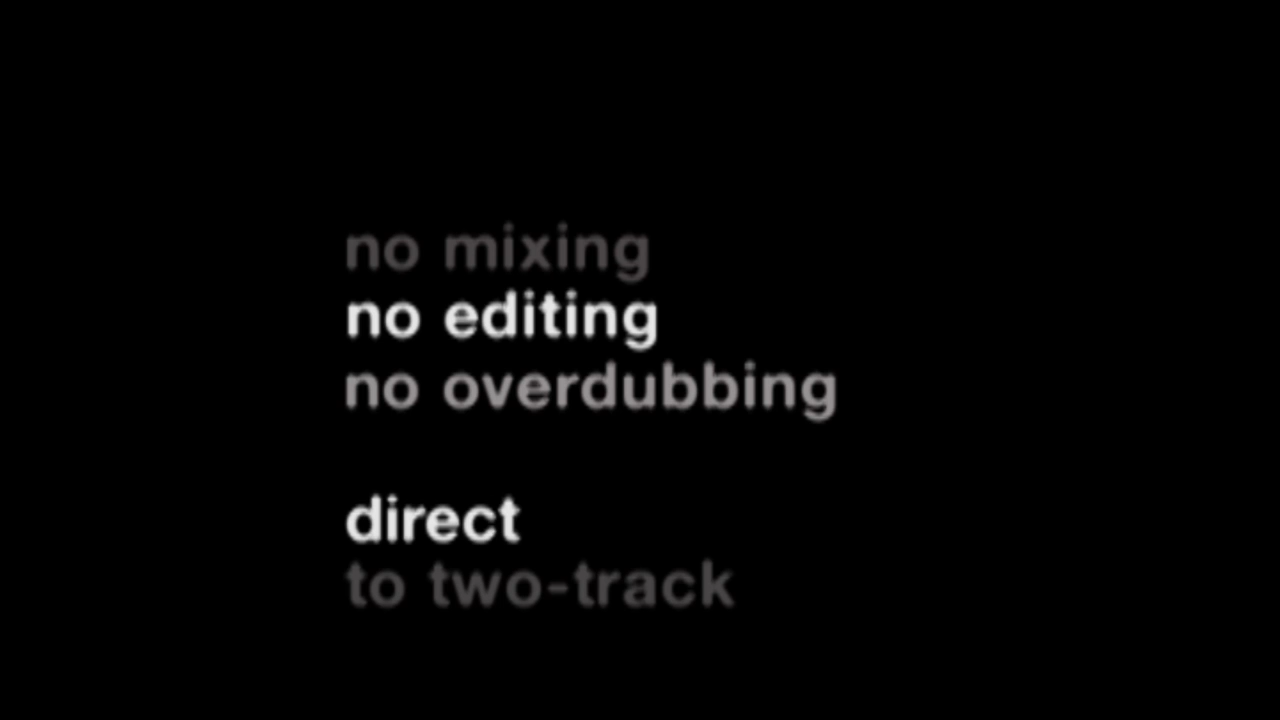 no mixing
no editing
no overdubbing
direct
to two-track